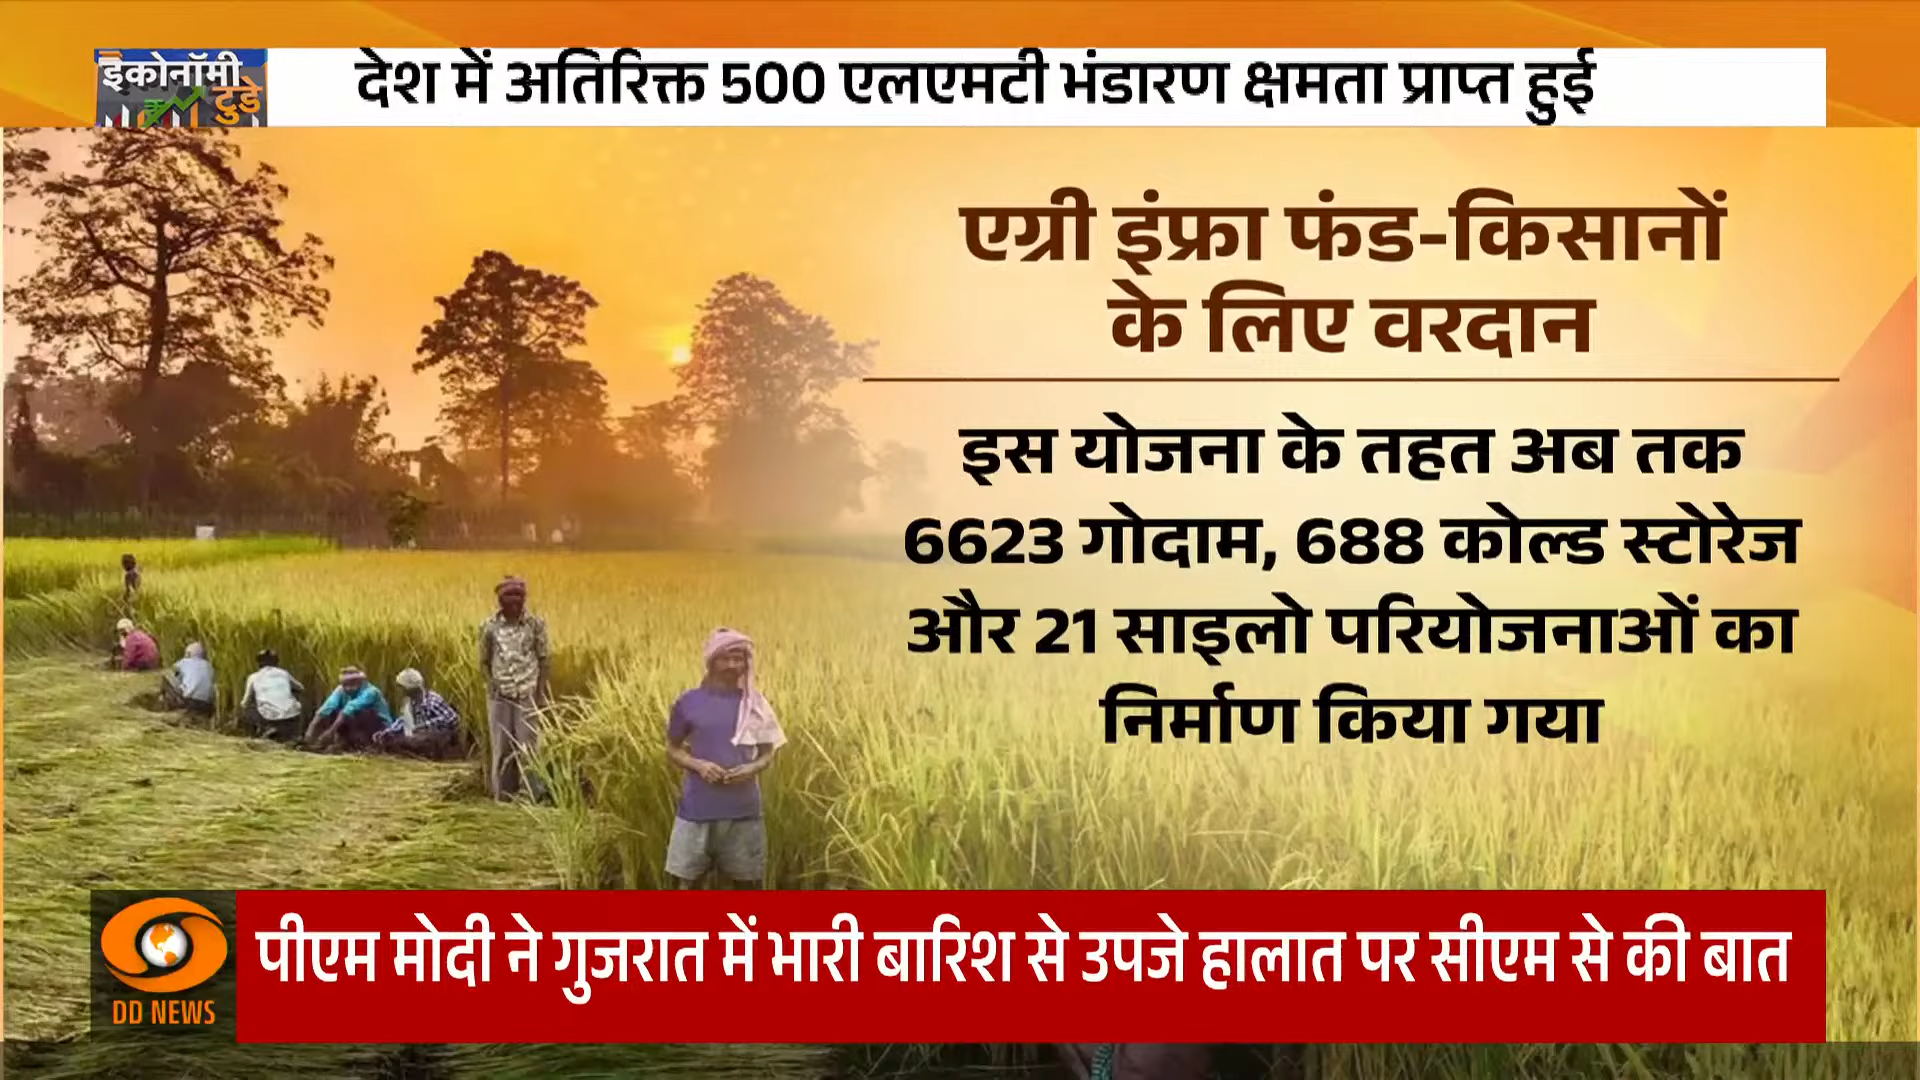 इकोनॉमी
टुडे
देश में अतिरिक्त 500 एलएमटी भंडारण क्षमता प्राप्त हुई
एग्री इंफ्रा फंड-किसानों
के लिए वरदान
इस योजना के तहत अब तक
6623 गोदाम, 688 कोल्ड स्टोरेज
और 21 साइलो परियोजनाओं का
निर्माण किया गया
पीएम मोदी ने गुजरात में भारी बारिश से उपजे हालात पर सीएम से की बात
DD NEWS